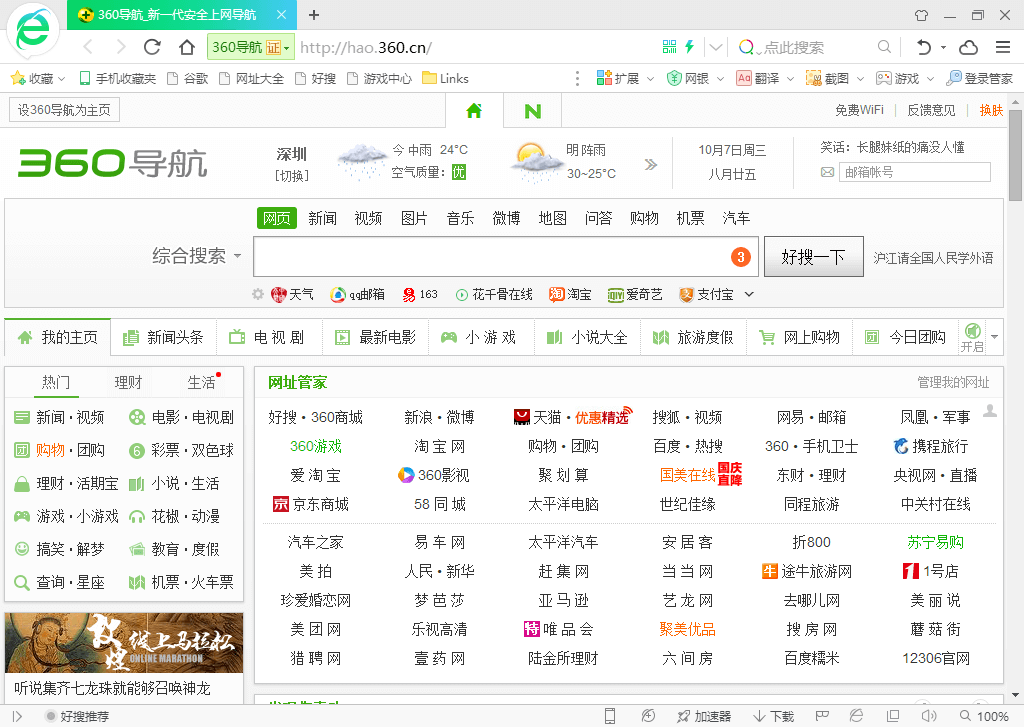 360导航_新一代安全上网导航
360导航 证 http://hao.360.cn/ 点此搜索
收藏 手机收藏夹 谷歌 网址大全 好搜 游戏中心 Links 扩展 网银 Aあ 翻译 截图 游戏 登录管家
设360导航为主页 N 免费WiFi 反馈意见 换肤
360导航
深圳 [切换]
今 中雨 24°C
空气质量: 优
明 阵雨
30~25°C
10月7日周三
八月廿五
笑话: 长腿妹纸的痛没人懂
邮箱帐号
网页 新闻 视频 图片 音乐 微博 地图 问答 购物 机票 汽车
综合搜索 3 好搜一下 沪江请全国人民学外语
天气 qq邮箱 易 163 花千骨在线 淘 淘宝 iQIYI 爱奇艺 支 支付宝
我的主页 新闻头条 电 视 剧 最新电影 小 游 戏 小说大全 旅游度假 网上购物 团 今日团购 开启
热门 理财 生活
新闻·视频 电影·电视剧
团 购物·团购 6 彩票·双色球
理财·活期宝 小说·生活
游戏·小游戏 花椒·动漫
搞笑·解梦 教育·度假
查询·星座 机票·火车票
敦煌 线上马拉松
ONLINE MARATHON
听说集齐七龙珠就能够召唤神龙
网址管家 管理我的网址
好搜·360商城 新浪·微博 天猫·优惠精选 搜狐·视频 网易·邮箱 凤凰·军事
360游戏 淘 宝 网 购物·团购 百度·热搜 360·手机卫士 携程旅行
爱 淘 宝 360影视 聚 划 算 国美在线 国庆直降 东财·理财 央视网·直播
京 京东商城 58 同 城 太平洋电脑 世纪佳缘 同程旅游 中关村在线
汽车之家 易 车 网 太平洋汽车 安 居 客 折800 苏宁易购
美 拍 人民·新华 赶 集 网 当 当 网 牛 途牛旅游网 1 1号店
珍爱婚恋网 梦 芭 莎 亚 马 逊 艺 龙 网 去哪儿网 美 丽 说
美 团 网 乐视高清 特 唯 品 会 聚美优品 搜 房 网 蘑 菇 街
猎 聘 网 壹 药 网 陆金所理财 六 间 房 百度糯米 12306官网
好搜推荐 加速器 下载 100%